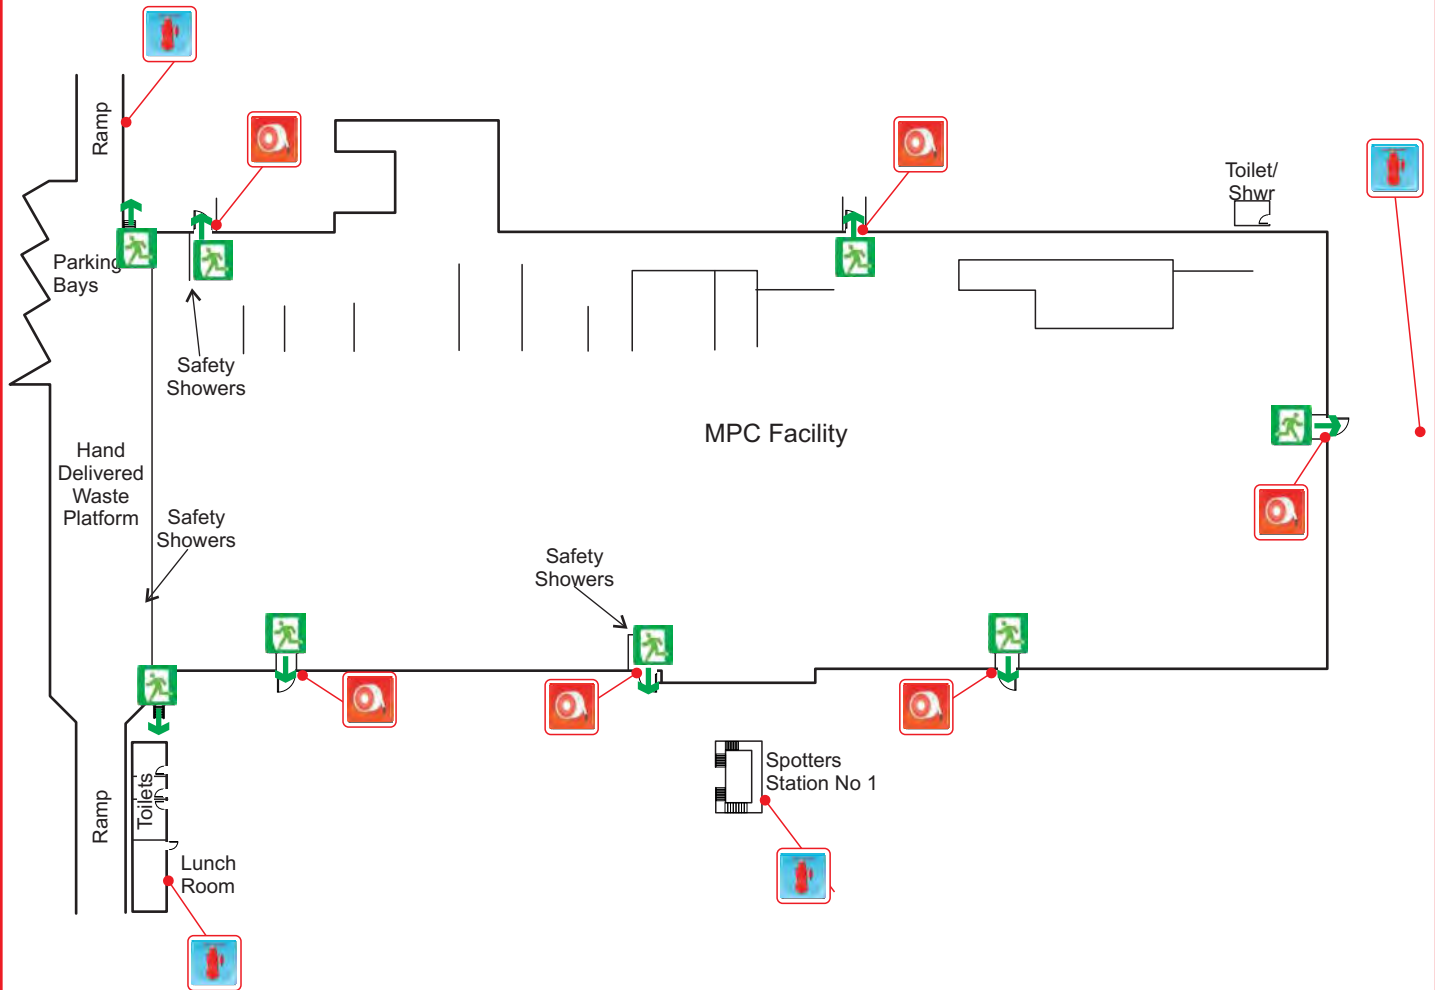 Ramp
Toilet/
Shwr
Parking
Bays
Safety
Showers
MPC Facility
Hand
Delivered
Waste
Platform
Safety
Showers
Safety
Showers
Spotters
Station No 1
Toilets
Ramp
Lunch
Room